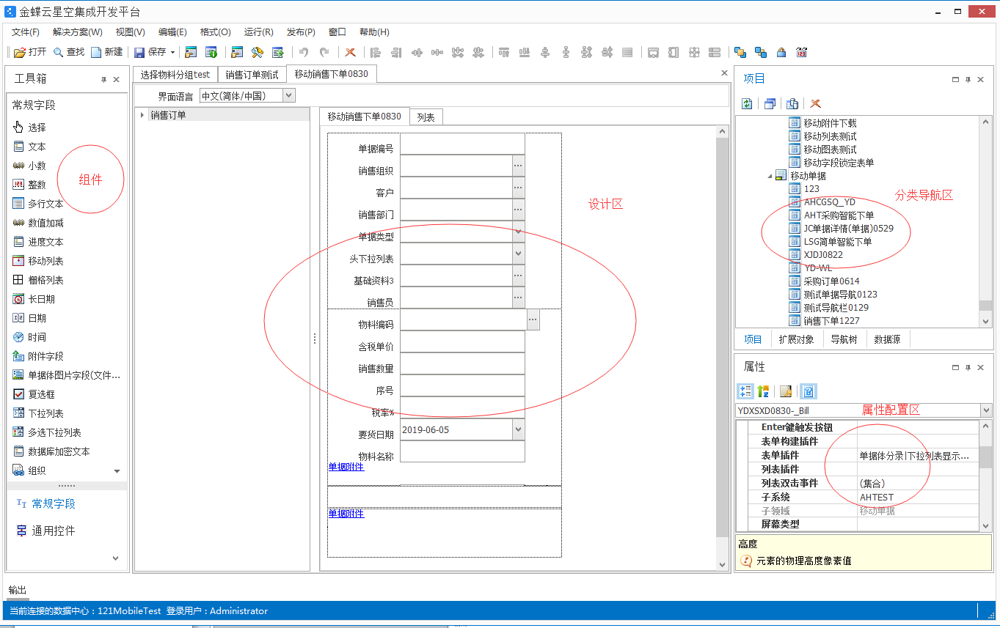 金蝶云星空集成开发平台
文件(F) 解决方案(W) 视图(V) 编辑(E) 格式(O) 运行(R) 发布(P) 窗口 帮助(H)
打开 查找 新建 保存
工具箱
常规字段
选择
文本
小数
整数
多行文本
数值加减
进度文本
移动列表
栅格列表
长日期
日期
时间
附件字段
单据体图片字段(文件...
复选框
下拉列表
多选下拉列表
数据库加密文本
组织
常规字段
通用控件
组件
选择物料分组test 销售订单测试 移动销售下单0830
界面语言 中文(简体/中国)
销售订单
移动销售下单0830 列表
单据编号
销售组织
客户
销售部门
单据类型
头下拉列表
基础资料3
销售员
物料编码
含税单价
销售数量
序号
税率%
要货日期 2019-06-05
物料名称
单据附件
单据附件
设计区
项目
移动附件下载
移动列表测试
移动图表测试
移动字段锁定表单
移动单据
123
AHCGSQ_YD
AHT采购智能下单
JC单据详情(单据)0529
LSG简单智能下单
XJDJ0822
YD-WL
采购订单0614
测试单据导航0123
测试导航栏0129
销售下单1227
分类导航区
项目 扩展对象 导航树 数据源
属性
YDXSXD0830-_Bill
属性配置区
Enter键触发按钮
表单构建插件
表单插件 单据体分录|下拉列表显示...
列表插件
列表双击事件 (集合)
子系统 AHTEST
子领域 移动单据
屏幕类型
高度
元素的物理高度像素值
输出
当前连接的数据中心：121MobileTest 登录用户：Administrator